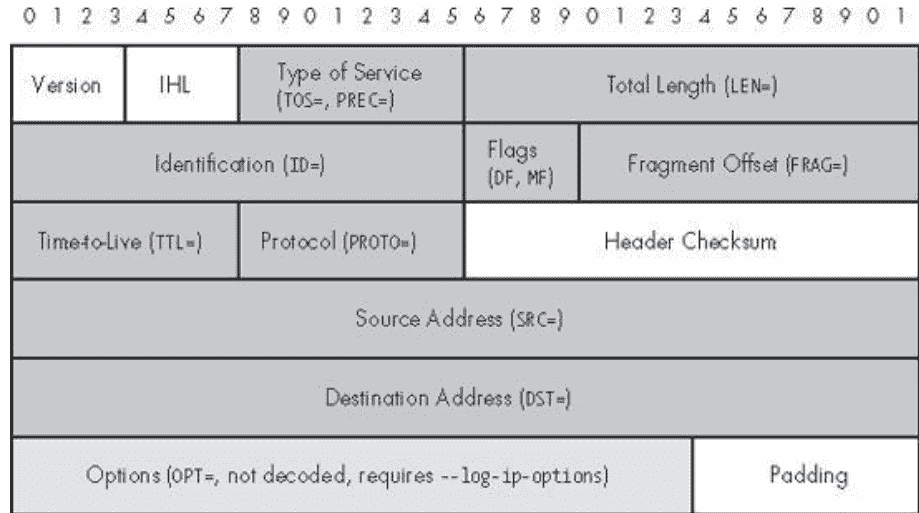 0 1 2 3 4 5 6 7 8 9 0 1 2 3 4 5 6 7 8 9 0 1 2 3 4 5 6 7 8 9 0 1
Version IHL Type of Service Total Length (LEN=)
(TOS=, PREC=)
Identification (ID=) Flags Fragment Offset (FRAG=)
(DF, MF)
Time-to-Live (TTL=) Protocol (PROTO=) Header Checksum
Source Address (SRC=)
Destination Address (DST=)
Options (OPT=, not decoded, requires --log-ip-options) Padding